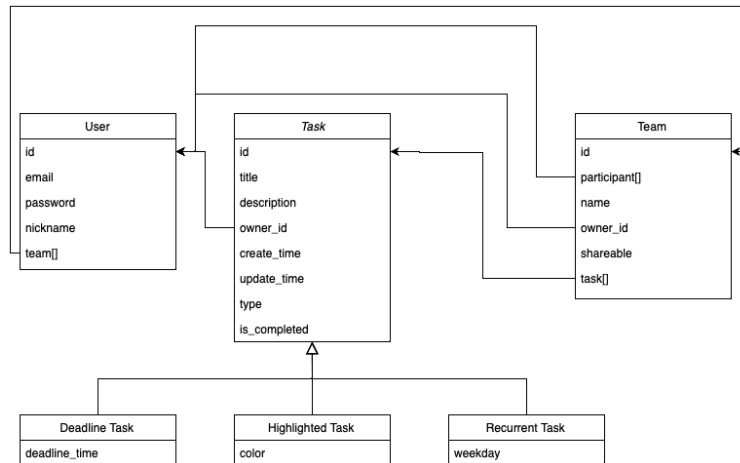 User
id
email
password
nickname
team[]
Task
id
title
description
owner_id
create_time
update_time
type
is_completed
Team
id
participant[]
name
owner_id
shareable
task[]
Deadline Task
deadline_time
Highlighted Task
color
Recurrent Task
weekday